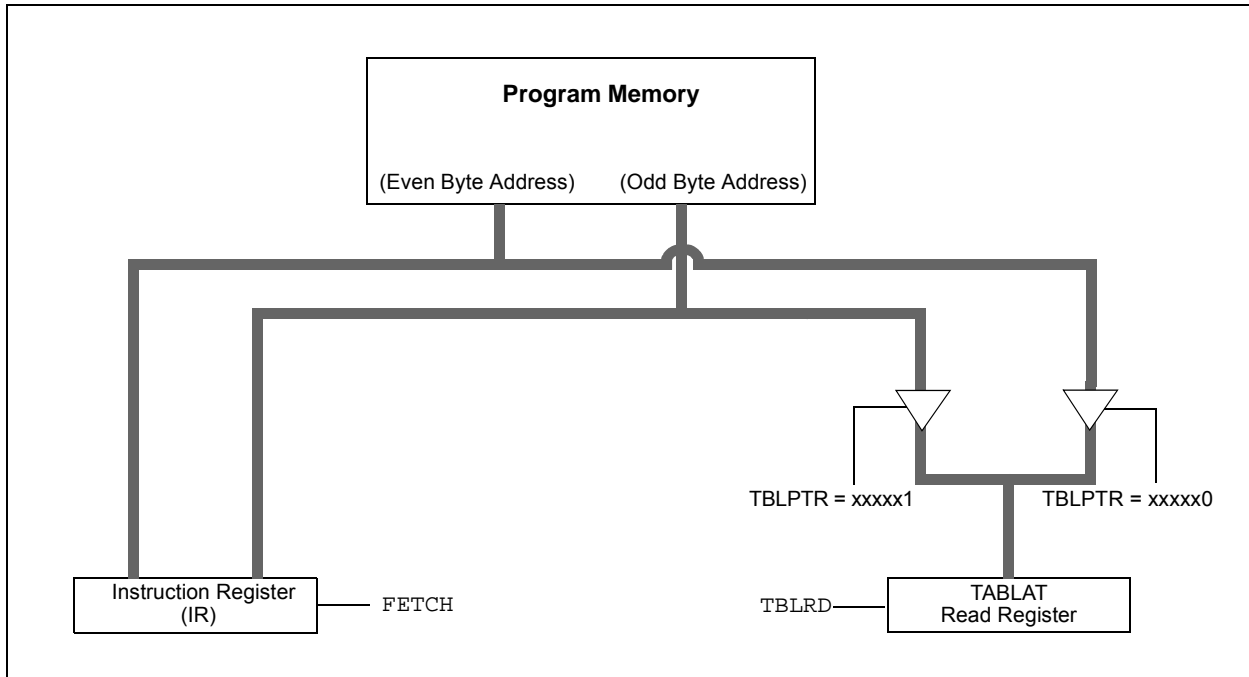 Program Memory
(Even Byte Address) (Odd Byte Address)
TBLPTR = xxxxx1 TBLPTR = xxxxx0
Instruction Register
(IR)
FETCH
TBLRD
TABLAT
Read Register